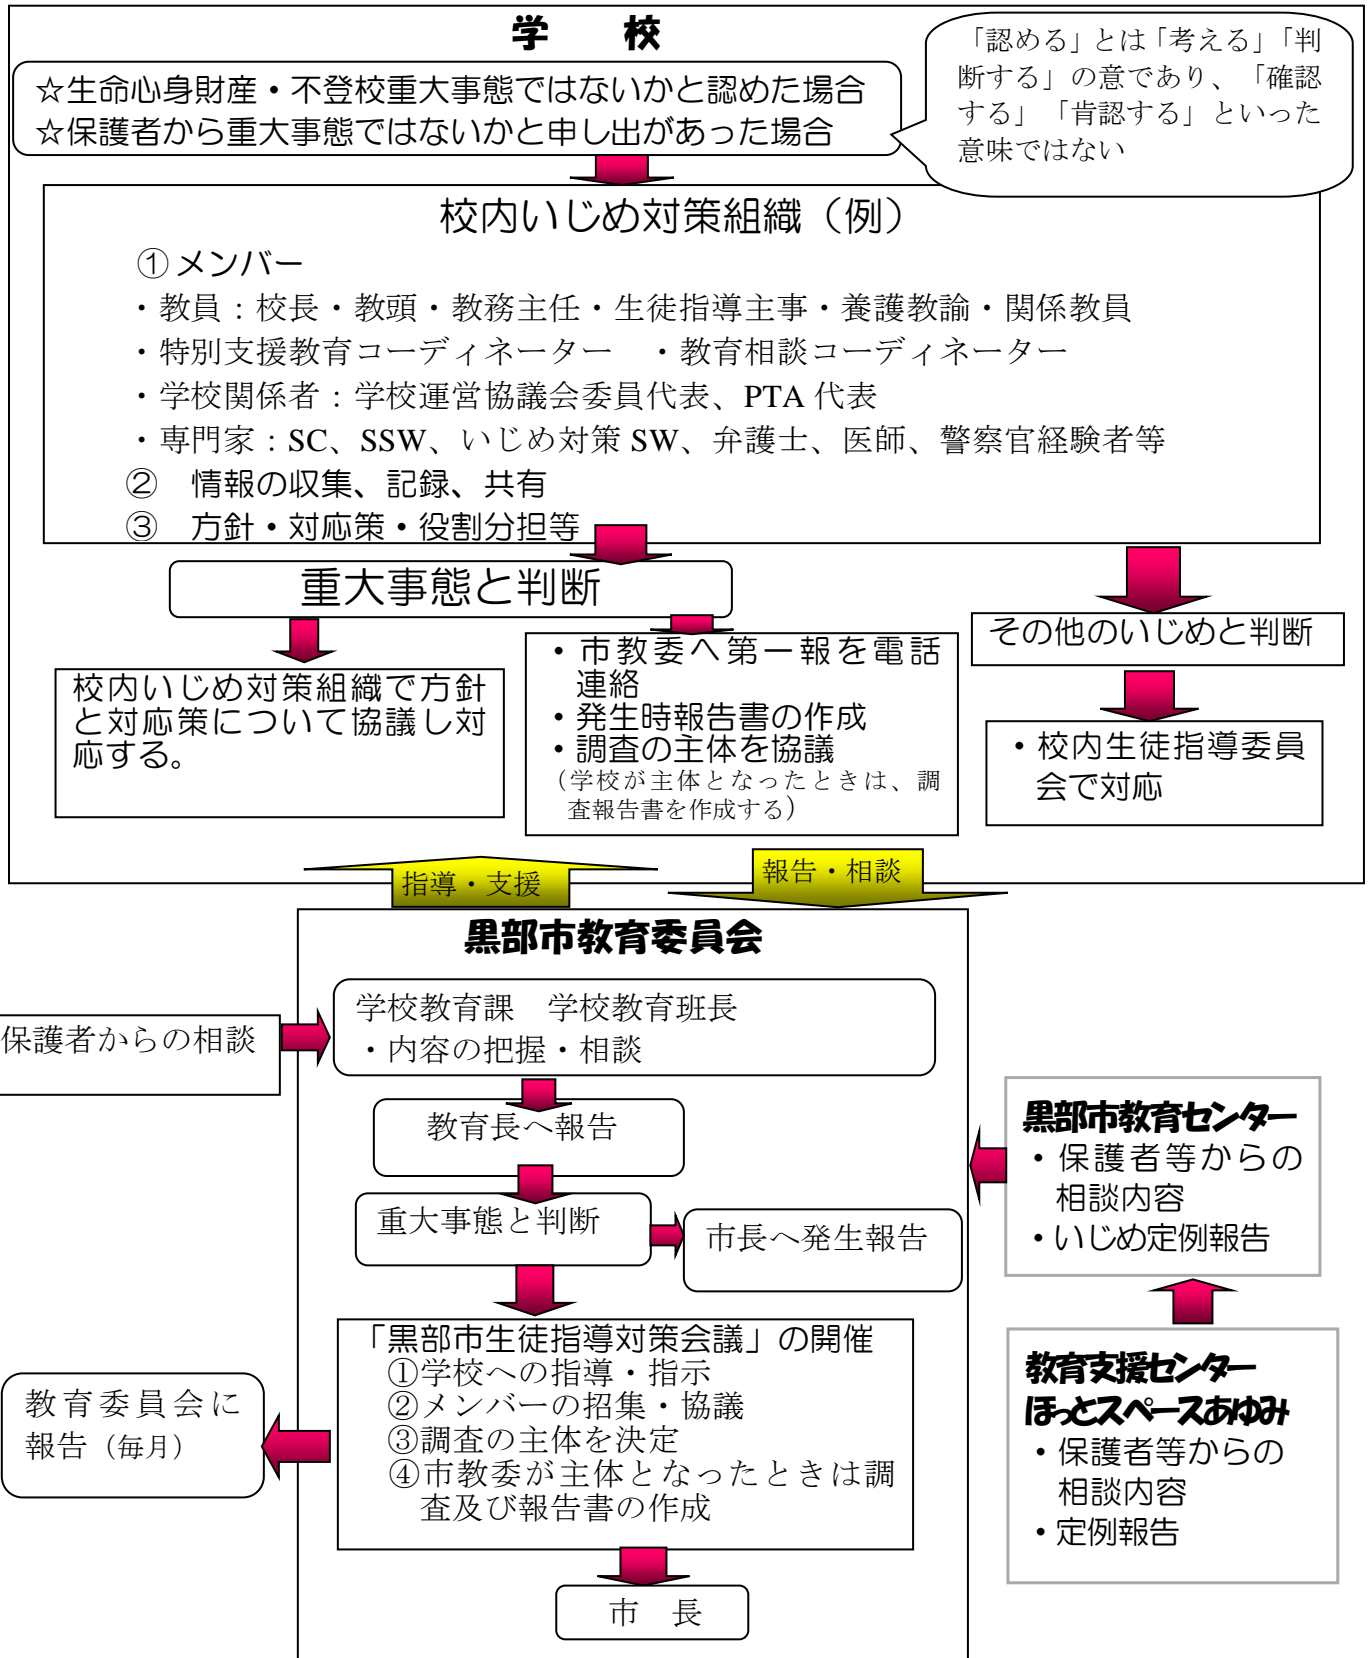 学　校
☆生命心身財産・不登校重大事態ではないかと認めた場合
☆保護者から重大事態ではないかと申し出があった場合
「認める」とは「考える」「判
断する」の意であり、「確認
する」「肯認する」といった
意味ではない
校内いじめ対策組織（例）
①メンバー
・教員：校長・教頭・教務主任・生徒指導主事・養護教諭・関係教員
・特別支援教育コーディネーター　・教育相談コーディネーター
・学校関係者：学校運営協議会委員代表、PTA 代表
・専門家：SC、SSW、いじめ対策 SW、弁護士、医師、警察官経験者等
②　情報の収集、記録、共有
③　方針・対応策・役割分担等
重大事態と判断
その他のいじめと判断
校内いじめ対策組織で方針
と対応策について協議し対
応する。
・市教委へ第一報を電話
連絡
・発生時報告書の作成
・調査の主体を協議
（学校が主体となったときは、調
査報告書を作成する）
・校内生徒指導委員
会で対応
指導・支援
報告・相談
黒部市教育委員会
学校教育課　学校教育班長
・内容の把握・相談
保護者からの相談
教育長へ報告
重大事態と判断
市長へ発生報告
黒部市教育センター
・保護者等からの
相談内容
・いじめ定例報告
「黒部市生徒指導対策会議」の開催
①学校への指導・指示
②メンバーの招集・協議
③調査の主体を決定
④市教委が主体となったときは調
査及び報告書の作成
教育委員会に
報告（毎月）
教育支援センター
ほっとスペースあゆみ
・保護者等からの
相談内容
・定例報告
市　長